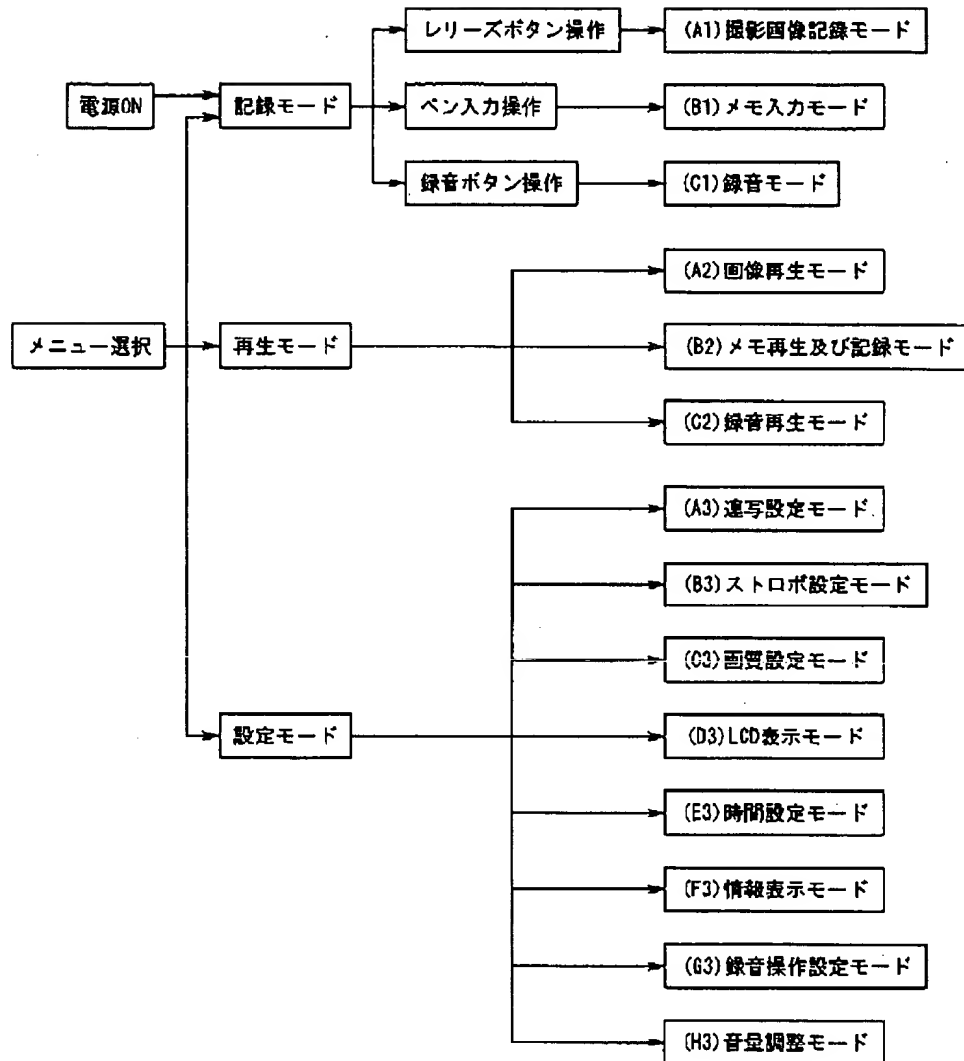 レリーズボタン操作
(A1)撮影画像記録モード
電源ON
記録モード
ペン入力操作
(B1)メモ入力モード
録音ボタン操作
(C1)録音モード
(A2)画像再生モード
メニュー選択
再生モード
(B2)メモ再生及び記録モード
(C2)録音再生モード
(A3)連写設定モード
(B3)ストロボ設定モード
(C3)画質設定モード
設定モード
(D3)LCD表示モード
(E3)時間設定モード
(F3)情報表示モード
(G3)録音操作設定モード
(H3)音量調整モード